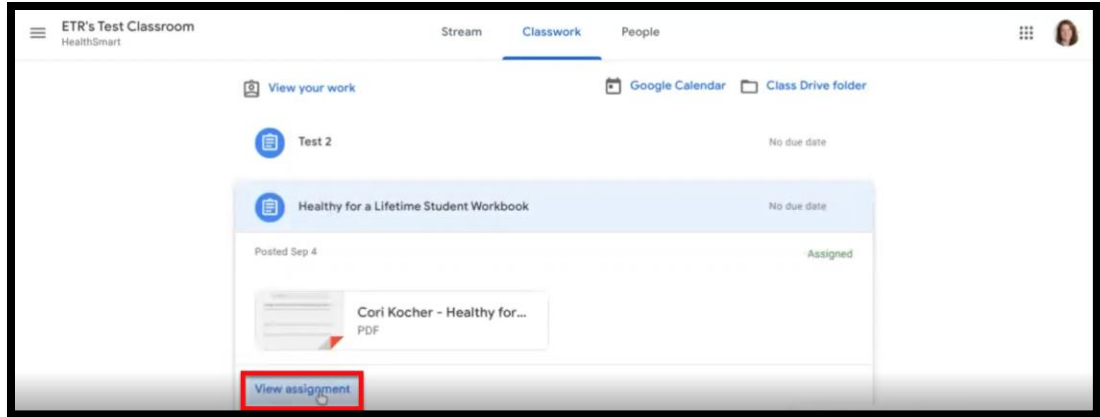 ETR's Test Classroom
HealthSmart
Stream Classwork People
View your work
Google Calendar Class Drive folder
Test 2 No due date
Healthy for a Lifetime Student Workbook No due date
Posted Sep 4 Assigned
Cori Kocher - Healthy for...
PDF
View assignment